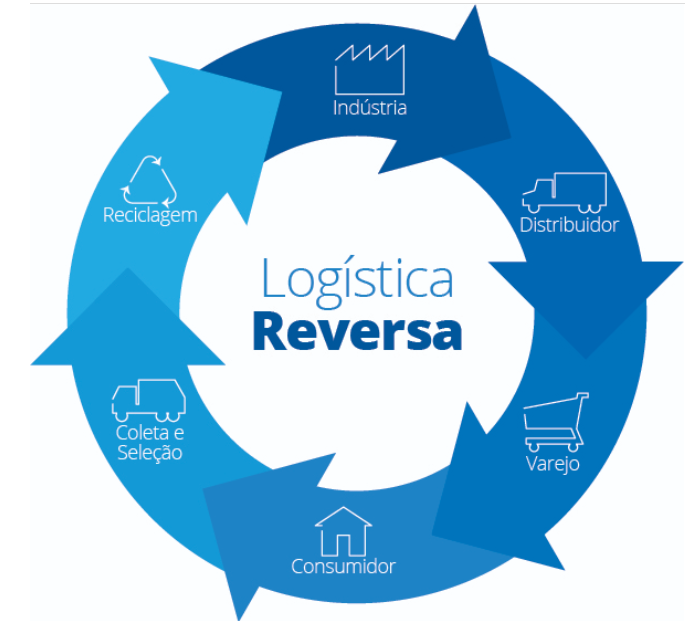 Logística
Reversa
Indústria
Distribuidor
Varejo
Consumidor
Coleta e
Seleção
Reciclagem